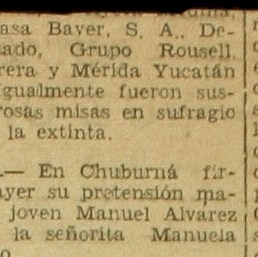 asa Baver, S. A., De-
ado, Grupo Rousell,
rera y Mérida Yucatán
igualmente fueron sus-
rosas misas en sufragio
la extinta.
.— En Chuburná fir-
ayer su pretensión ma-
joven Manuel Alvarez
la señorita Manuela